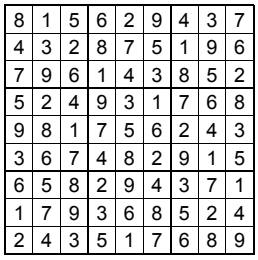 8 1 5 6 2 9 4 3 7
4 3 2 8 7 5 1 9 6
7 9 6 1 4 3 8 5 2
5 2 4 9 3 1 7 6 8
9 8 1 7 5 6 2 4 3
3 6 7 4 8 2 9 1 5
6 5 8 2 9 4 3 7 1
1 7 9 3 6 8 5 2 4
2 4 3 5 1 7 6 8 9